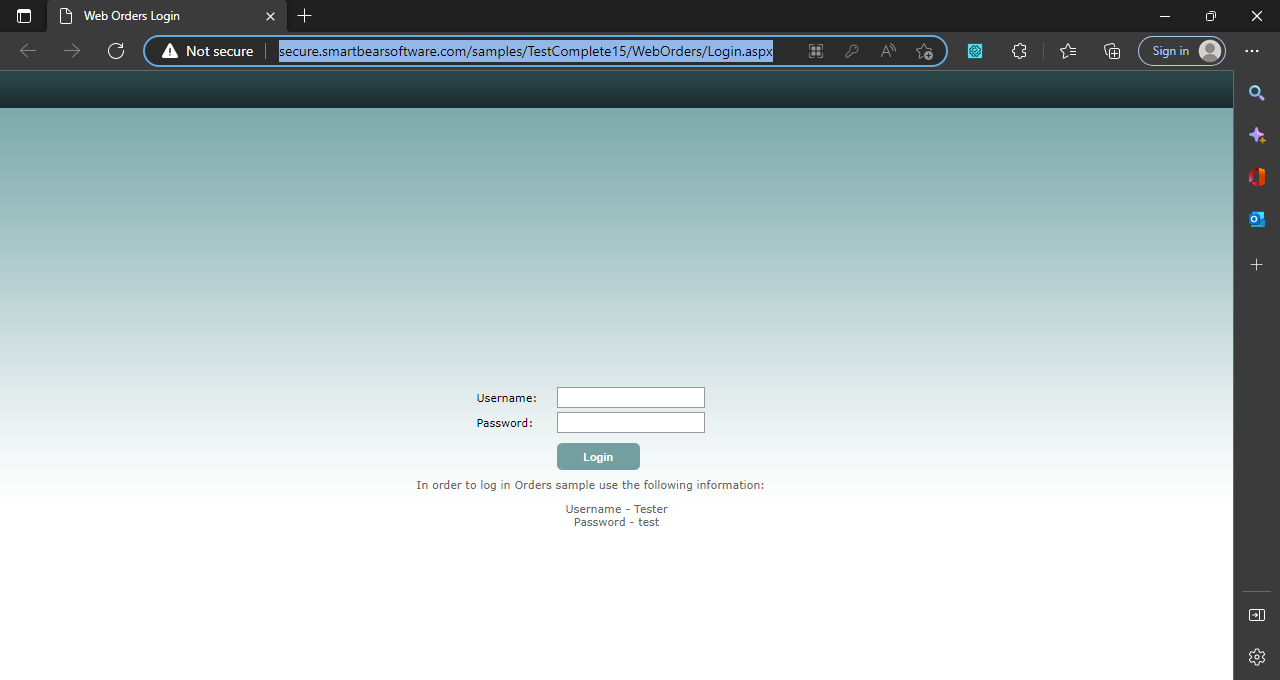 Web Orders Login
Not secure
secure.smartbearsoftware.com/samples/TestComplete15/WebOrders/Login.aspx
Sign in
Username:
Password:
Login
In order to log in Orders sample use the following information:
Username - Tester
Password - test